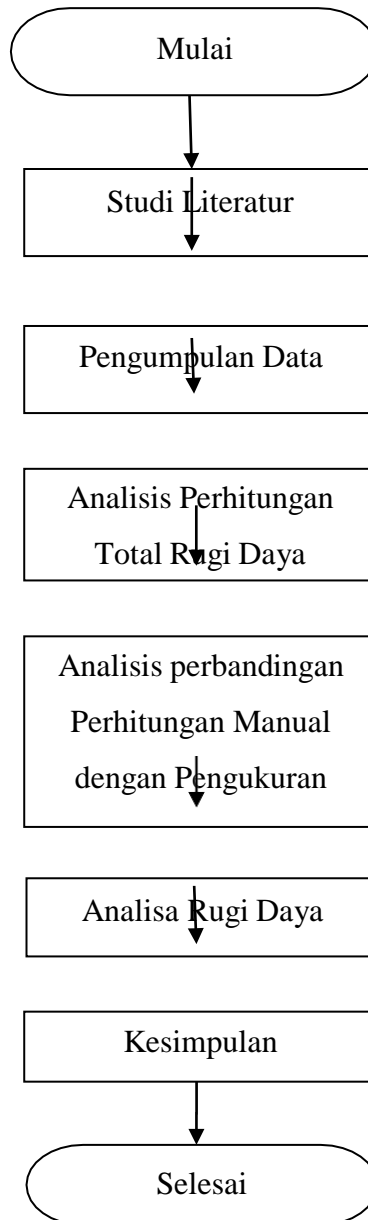 Mulai
Studi Literatur
Pengumpulan Data
Analisis Perhitungan
Total Rugi Daya
Analisis perbandingan
Perhitungan Manual
dengan Pengukuran
Analisa Rugi Daya
Kesimpulan
Selesai